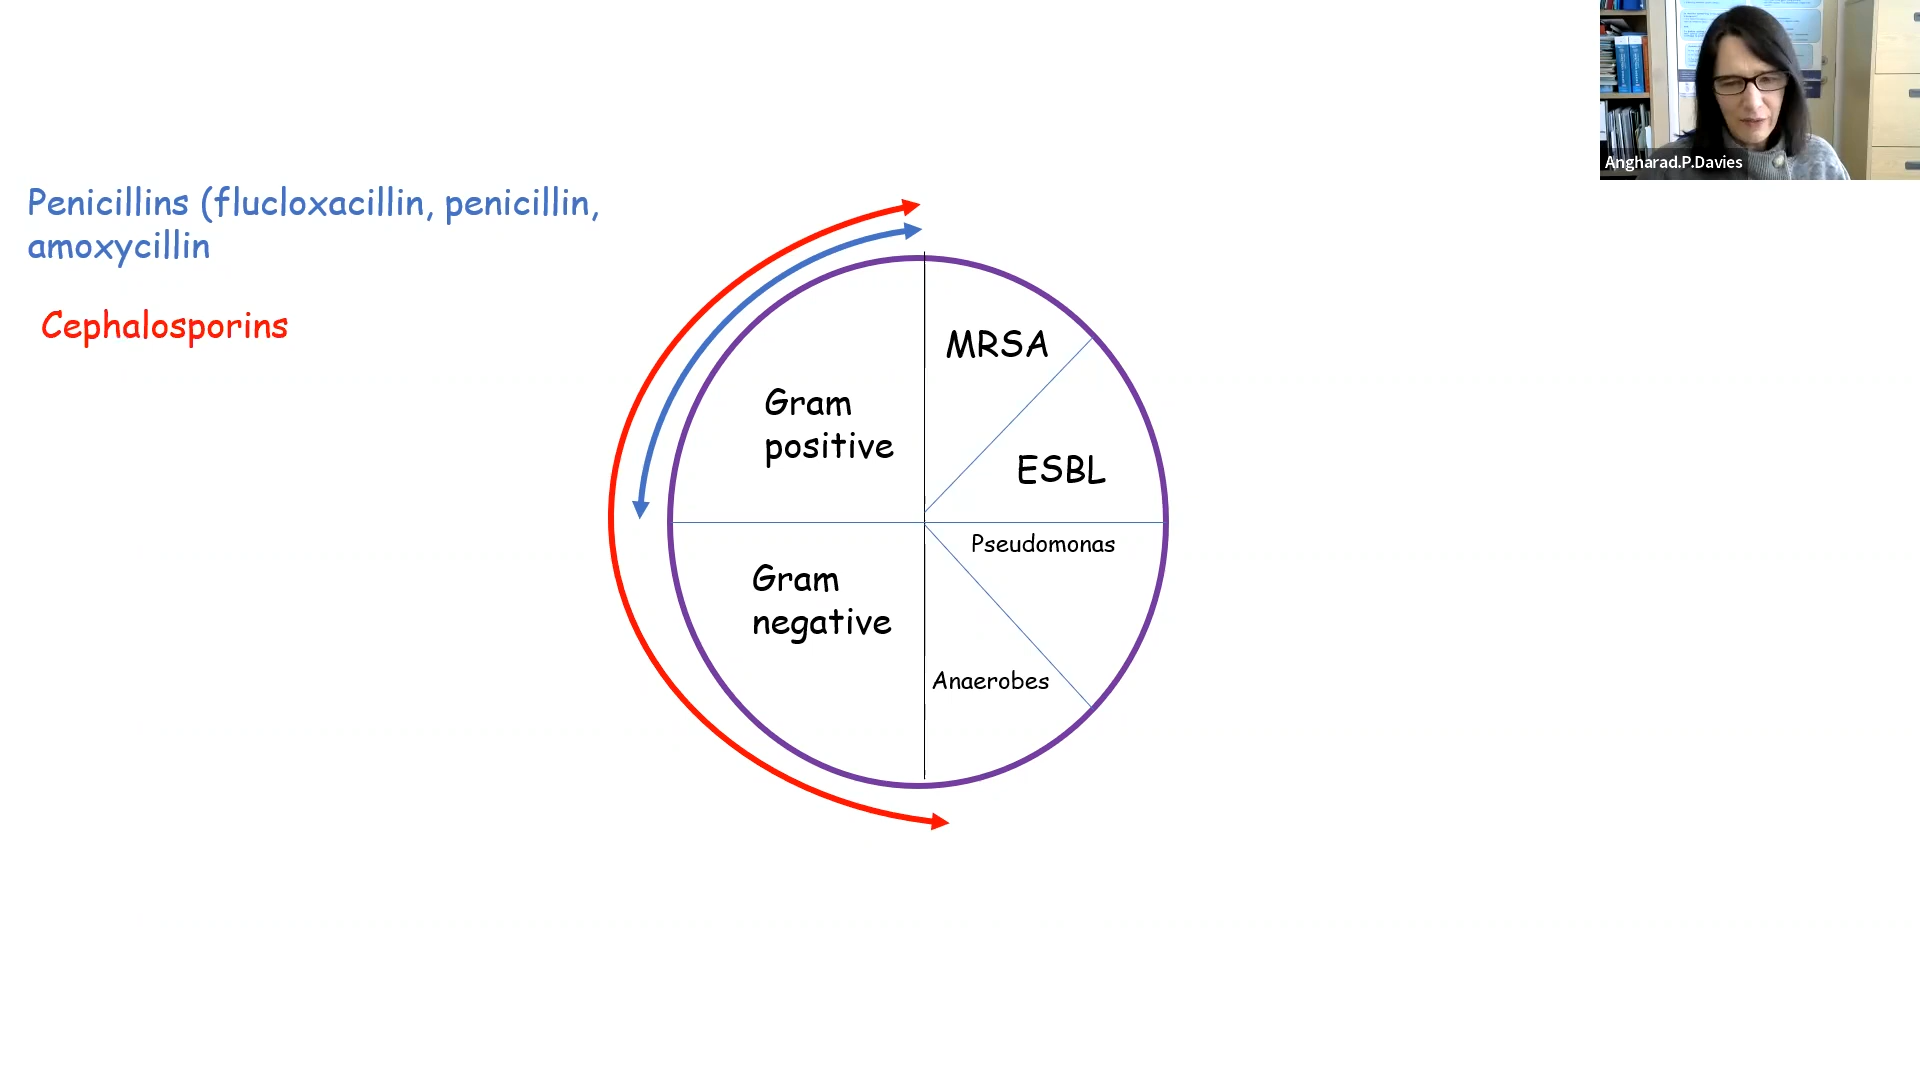 Angharad.P.Davies
Penicillins (flucloxacillin, penicillin,
amoxycillin
Cephalosporins
MRSA
Gram
positive
ESBL
Pseudomonas
Gram
negative
Anaerobes